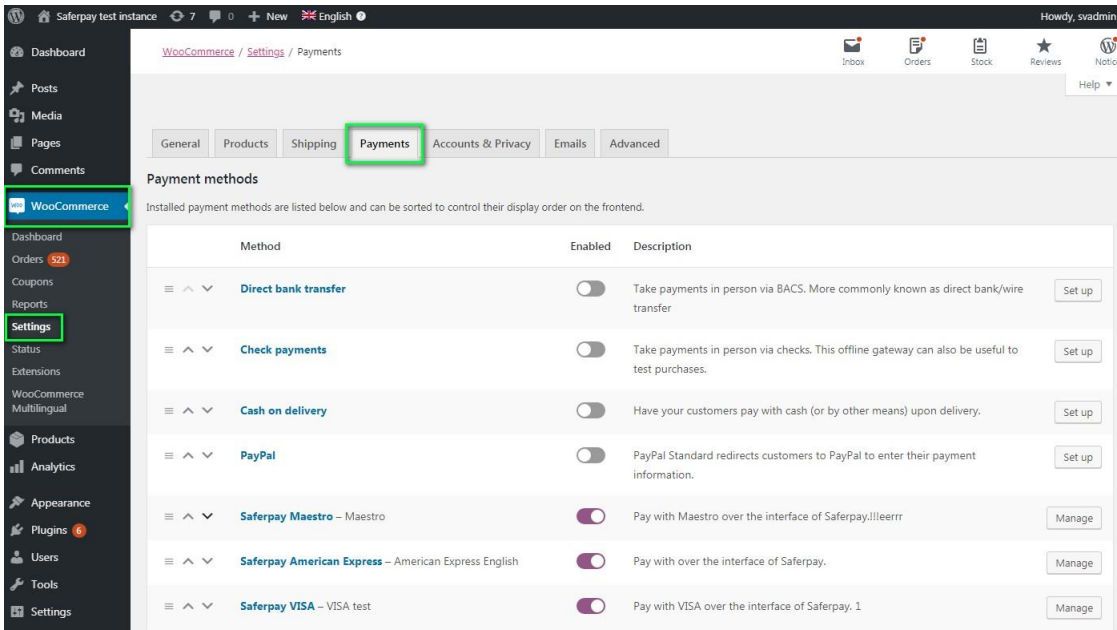 Saferpay test instance 7 0 New English Howdy, svadmin
Dashboard
Posts
Media
Pages
Comments
WooCommerce
Dashboard
Orders 521
Coupons
Reports
Settings
Status
Extensions
WooCommerce
Multilingual
Products
Analytics
Appearance
Plugins 6
Users
Tools
Settings
WooCommerce / Settings / Payments
Inbox Orders Stock Reviews Notic
Help
General Products Shipping Payments Accounts & Privacy Emails Advanced
Payment methods
Installed payment methods are listed below and can be sorted to control their display order on the frontend.
Method Enabled Description
Direct bank transfer Take payments in person via BACS. More commonly known as direct bank/wire Set up
transfer
Check payments Take payments in person via checks. This offline gateway can also be useful to Set up
test purchases.
Cash on delivery Have your customers pay with cash (or by other means) upon delivery. Set up
PayPal PayPal Standard redirects customers to PayPal to enter their payment Set up
information.
Saferpay Maestro – Maestro Pay with Maestro over the interface of Saferpay.!!!eerrr Manage
Saferpay American Express – American Express English Pay with over the interface of Saferpay. Manage
Saferpay VISA – VISA test Pay with VISA over the interface of Saferpay. 1 Manage